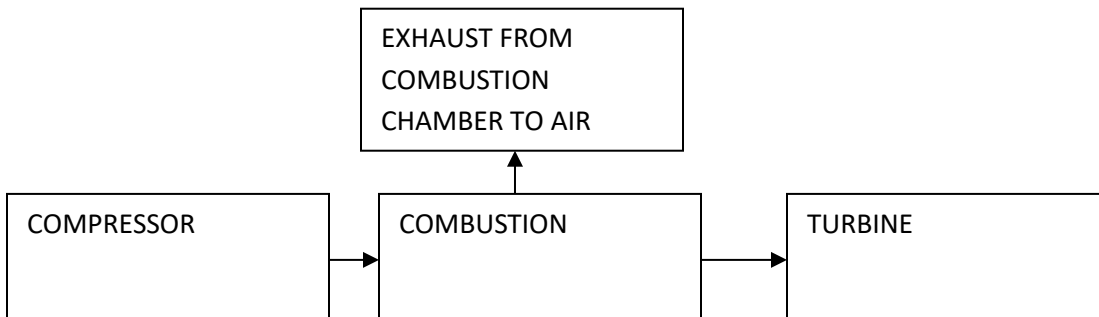 EXHAUST FROM
COMBUSTION
CHAMBER TO AIR
COMPRESSOR
COMBUSTION
TURBINE